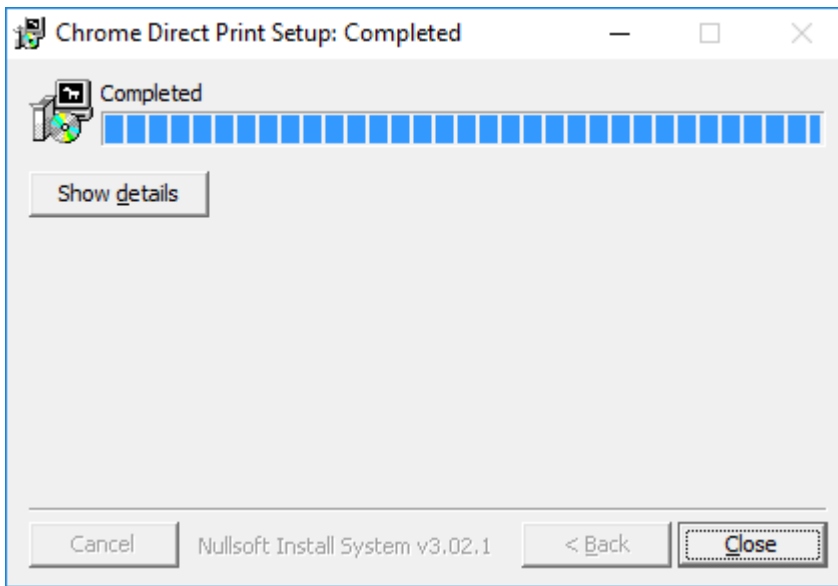 Chrome Direct Print Setup: Completed
Completed
Show details
Cancel
Nullsoft Install System v3.02.1
< Back
Close